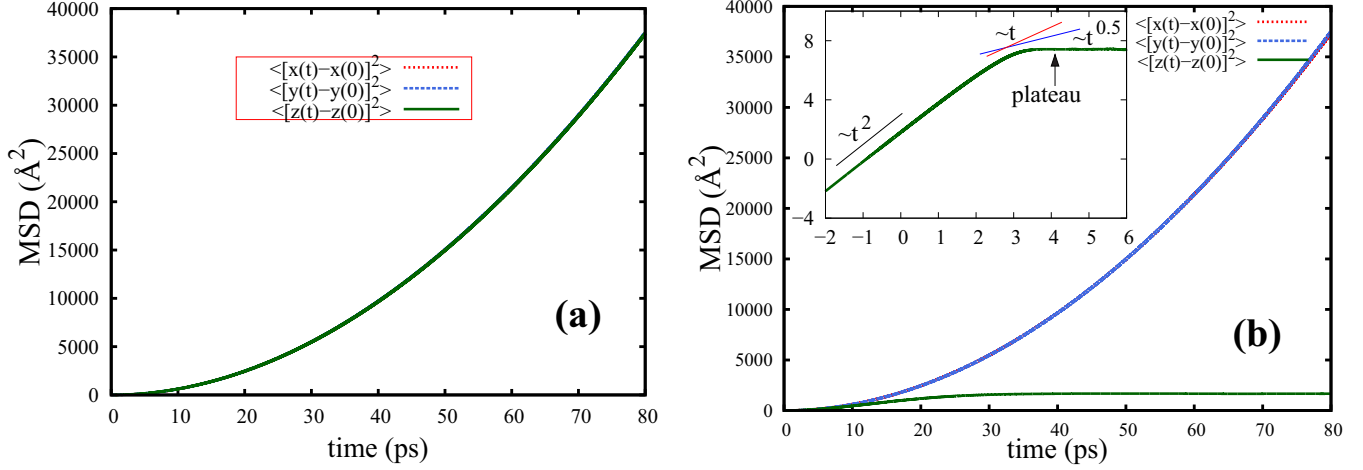 40000
35000
30000
25000
20000
15000
10000
5000
0
MSD (Å²)
<[x(t)−x(0)]²>
<[y(t)−y(0)]²>
<[z(t)−z(0)]²>
(a)
0 10 20 30 40 50 60 70 80
time (ps)
40000
35000
30000
25000
20000
15000
10000
5000
0
MSD (Å²)
<[x(t)−x(0)]²>
<[y(t)−y(0)]²>
<[z(t)−z(0)]²>
8
4
0
−4
~t
~t^0.5
plateau
~t²
−2 −1 0 1 2 3 4 5 6
(b)
0 10 20 30 40 50 60 70 80
time (ps)